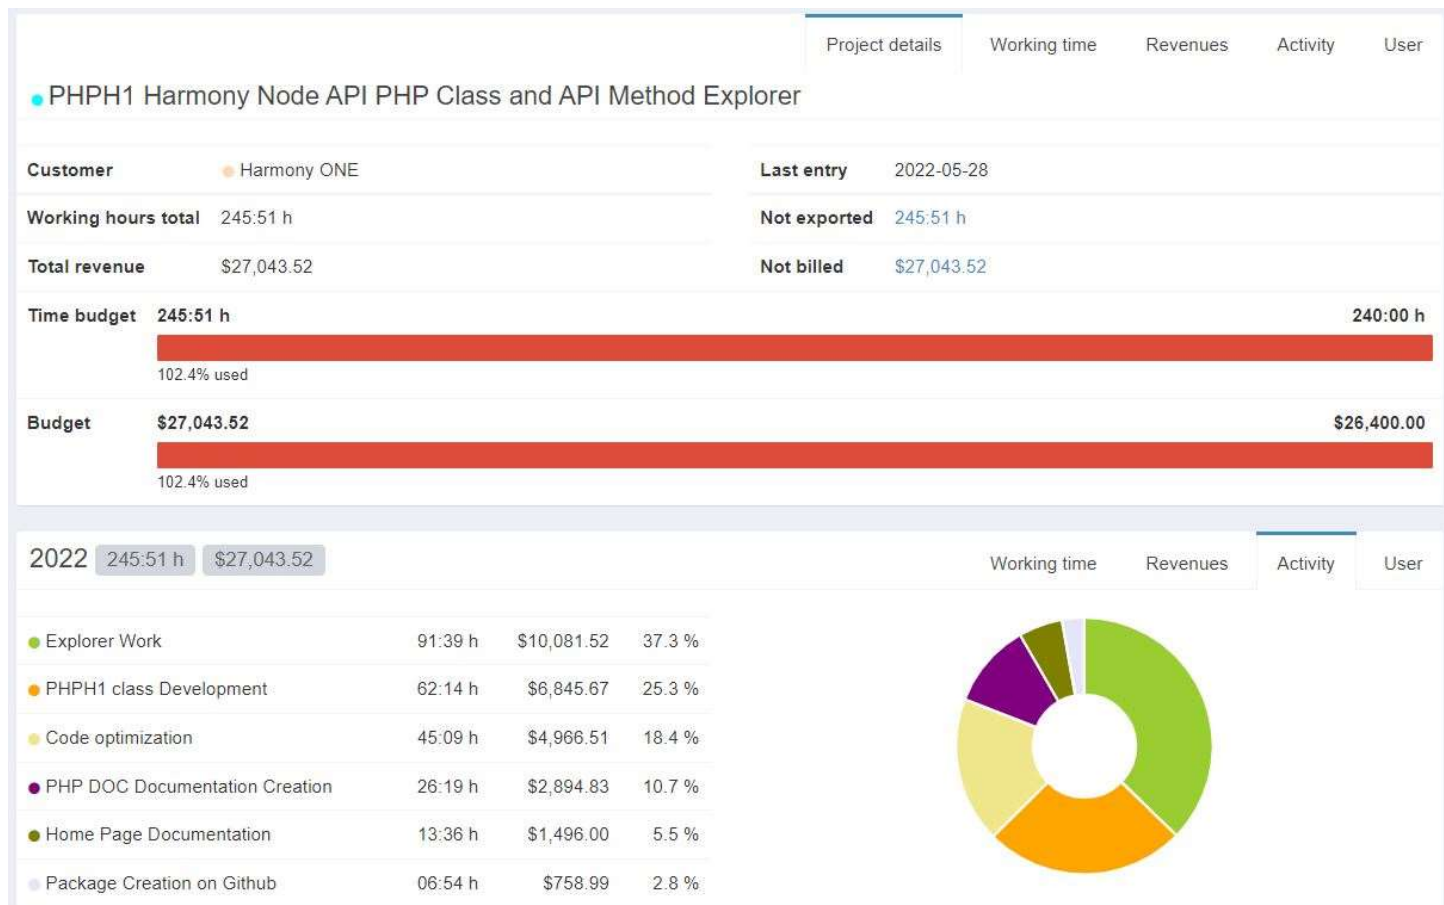 Project details Working time Revenues Activity User
PHPH1 Harmony Node API PHP Class and API Method Explorer
Customer Harmony ONE Last entry 2022-05-28
Working hours total 245:51 h Not exported 245:51 h
Total revenue $27,043.52 Not billed $27,043.52
Time budget 245:51 h 240:00 h
102.4% used
Budget $27,043.52 $26,400.00
102.4% used
2022 245:51 h $27,043.52 Working time Revenues Activity User
Explorer Work 91:39 h $10,081.52 37.3 %
PHPH1 class Development 62:14 h $6,845.67 25.3 %
Code optimization 45:09 h $4,966.51 18.4 %
PHP DOC Documentation Creation 26:19 h $2,894.83 10.7 %
Home Page Documentation 13:36 h $1,496.00 5.5 %
Package Creation on Github 06:54 h $758.99 2.8 %